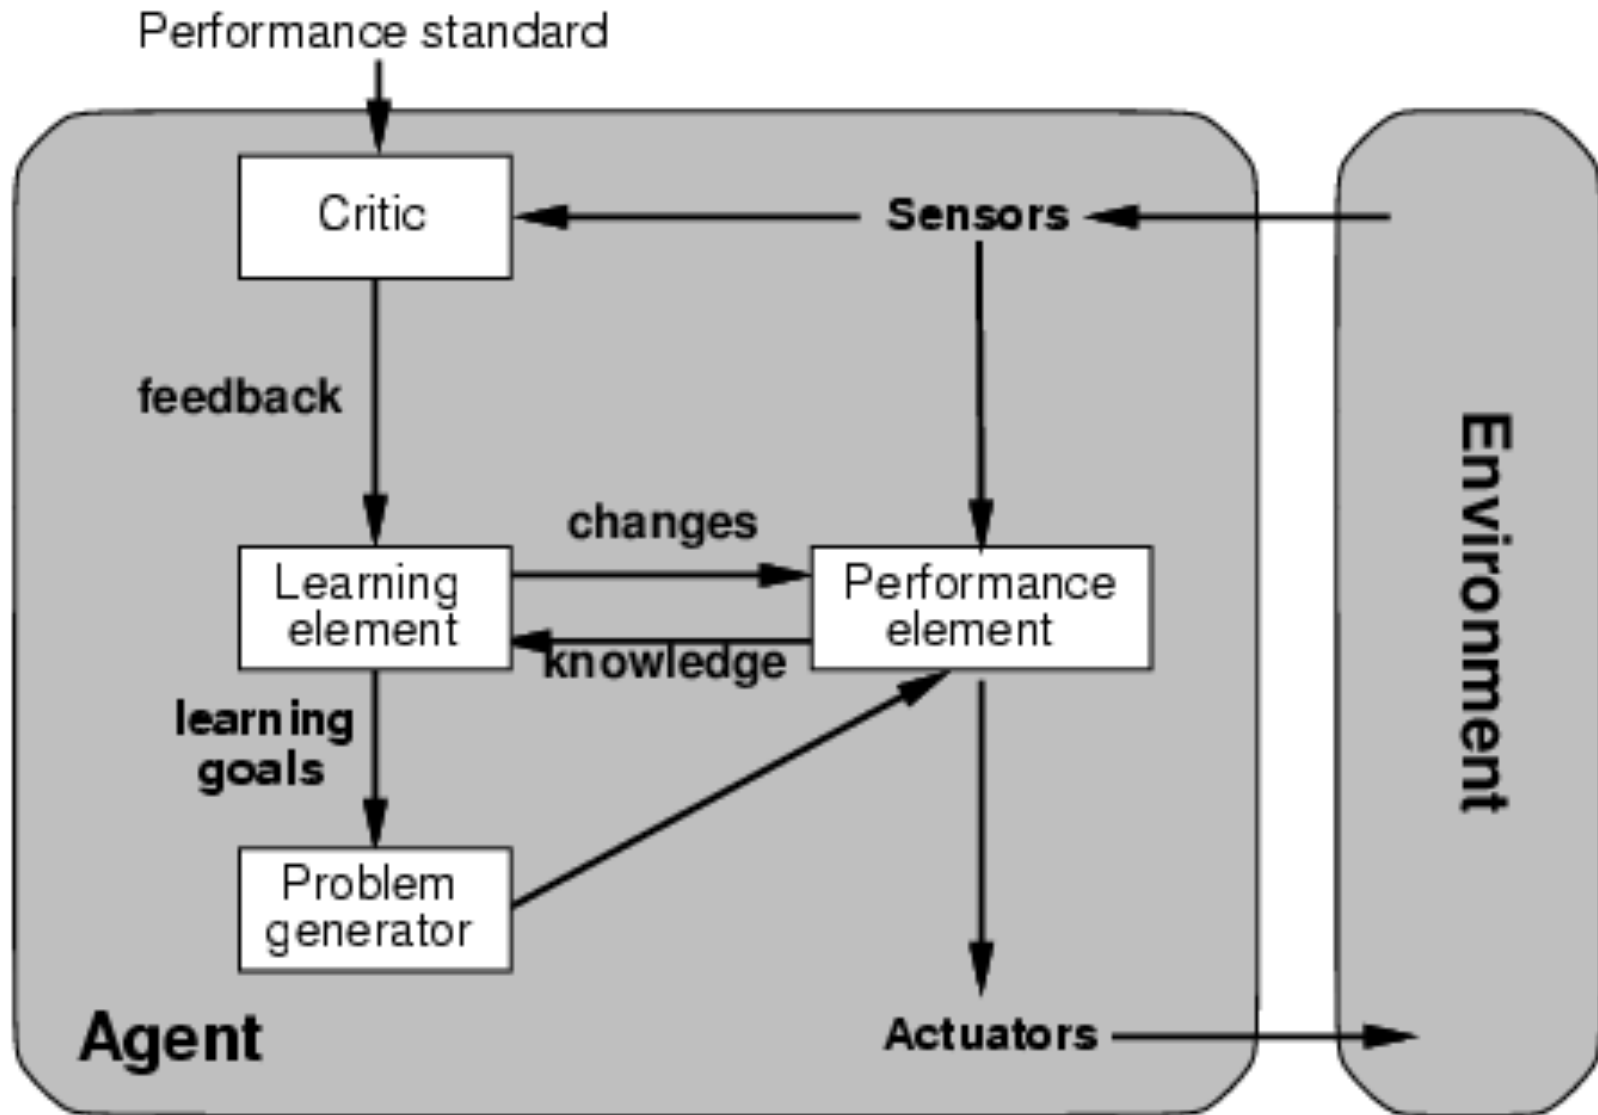 Performance standard
Critic
Sensors
feedback
changes
Learning
element
Performance
element
knowledge
learning
goals
Problem
generator
Agent
Actuators
Environment